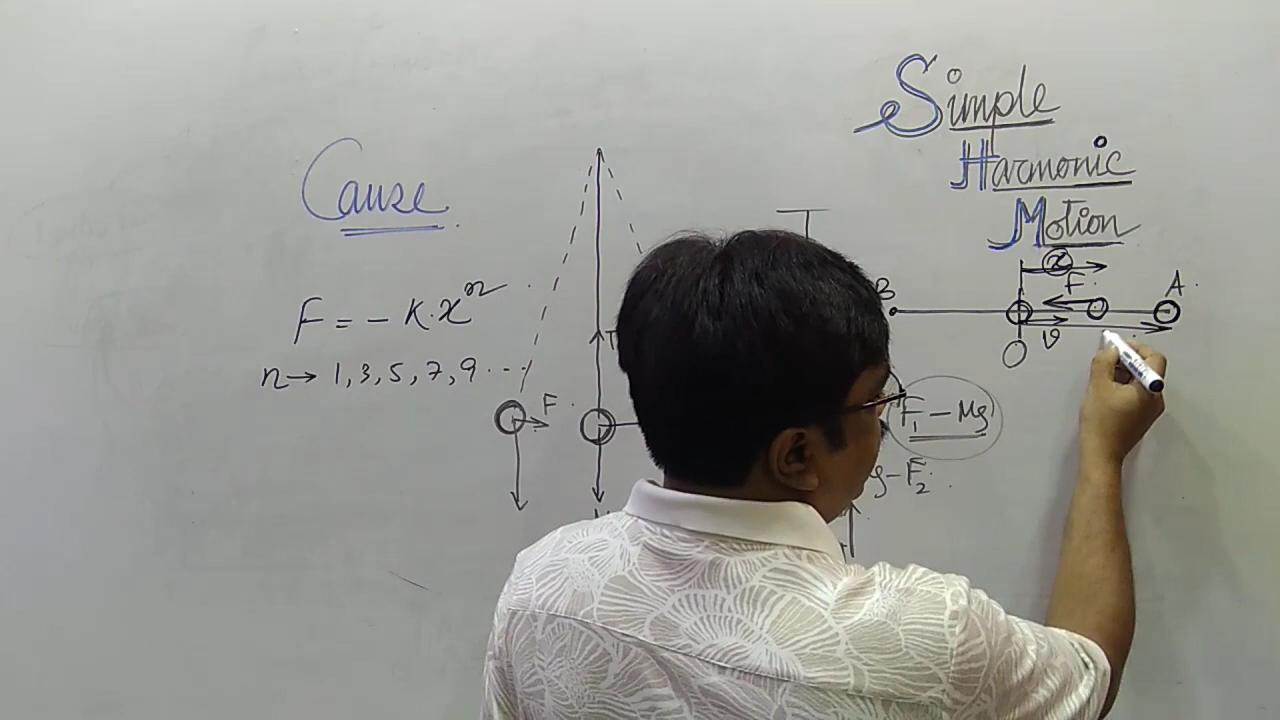 Simple
Harmonic
Motion
Cause
F = - K.x^n
n → 1, 3, 5, 7, 9 ...
F
T
x
F
B
A
O
v
F₁ - Mg
- F₂